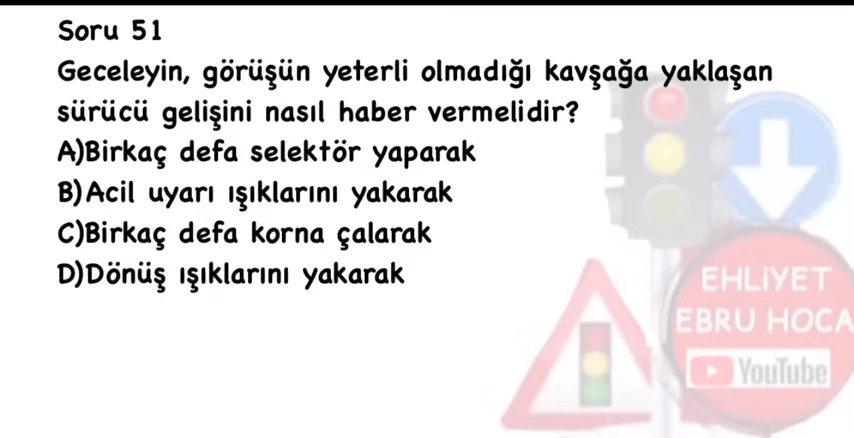 Soru 51
Geceleyin, görüşün yeterli olmadığı kavşağa yaklaşan
sürücü gelişini nasıl haber vermelidir?
A)Birkaç defa selektör yaparak
B)Acil uyarı ışıklarını yakarak
C)Birkaç defa korna çalarak
D)Dönüş ışıklarını yakarak
EHLİYET
EBRU HOCA
YouTube